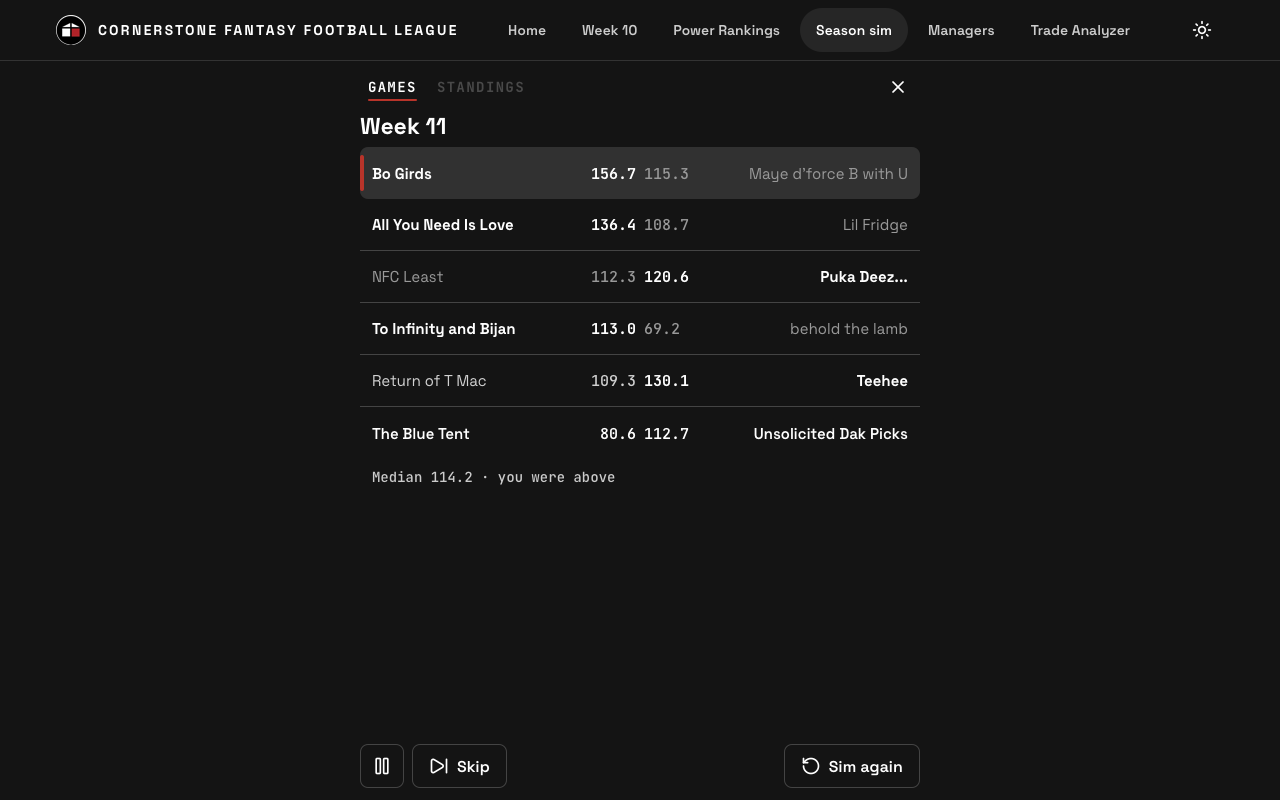 CORNERSTONE FANTASY FOOTBALL LEAGUE Home Week 10 Power Rankings Season sim Managers Trade Analyzer
GAMES STANDINGS
Week 11
Bo Girds 156.7 115.3 Maye d'force B with U
All You Need Is Love 136.4 108.7 Lil Fridge
NFC Least 112.3 120.6 Puka Deez...
To Infinity and Bijan 113.0 69.2 behold the lamb
Return of T Mac 109.3 130.1 Teehee
The Blue Tent 80.6 112.7 Unsolicited Dak Picks
Median 114.2 · you were above
Skip Sim again